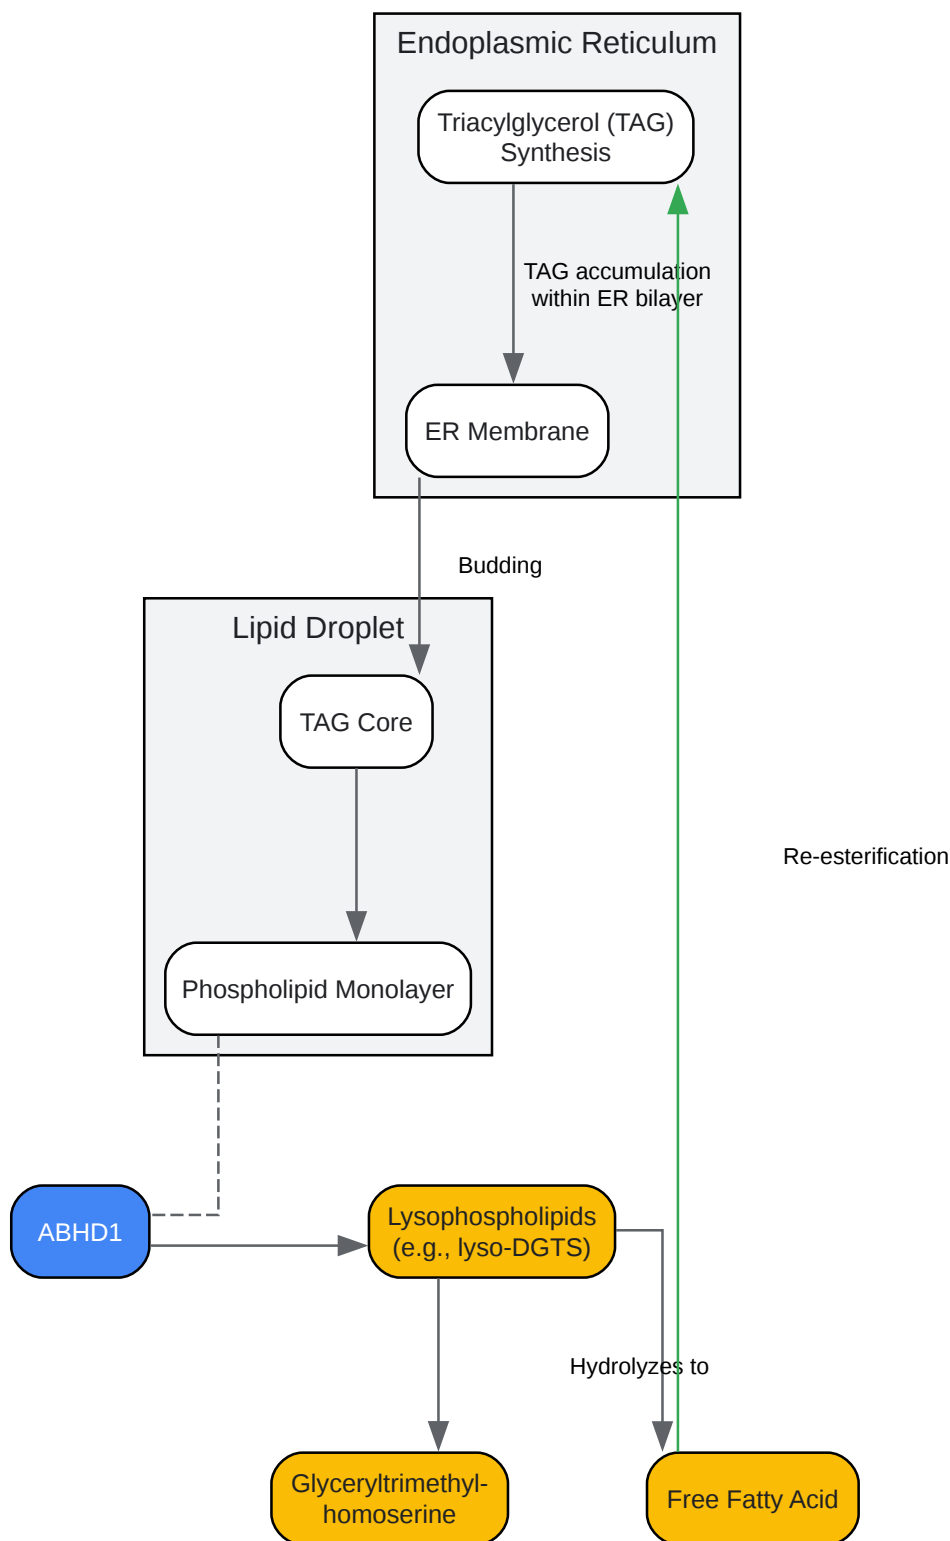 Endoplasmic Reticulum
Triacylglycerol (TAG)
Synthesis
TAG accumulation
within ER bilayer
ER Membrane
Budding
Lipid Droplet
TAG Core
Re-esterification
Phospholipid Monolayer
ABHD1
Lysophospholipids
(e.g., lyso-DGTS)
Hydrolyzes to
Glyceryltrimethyl-
homoserine
Free Fatty Acid